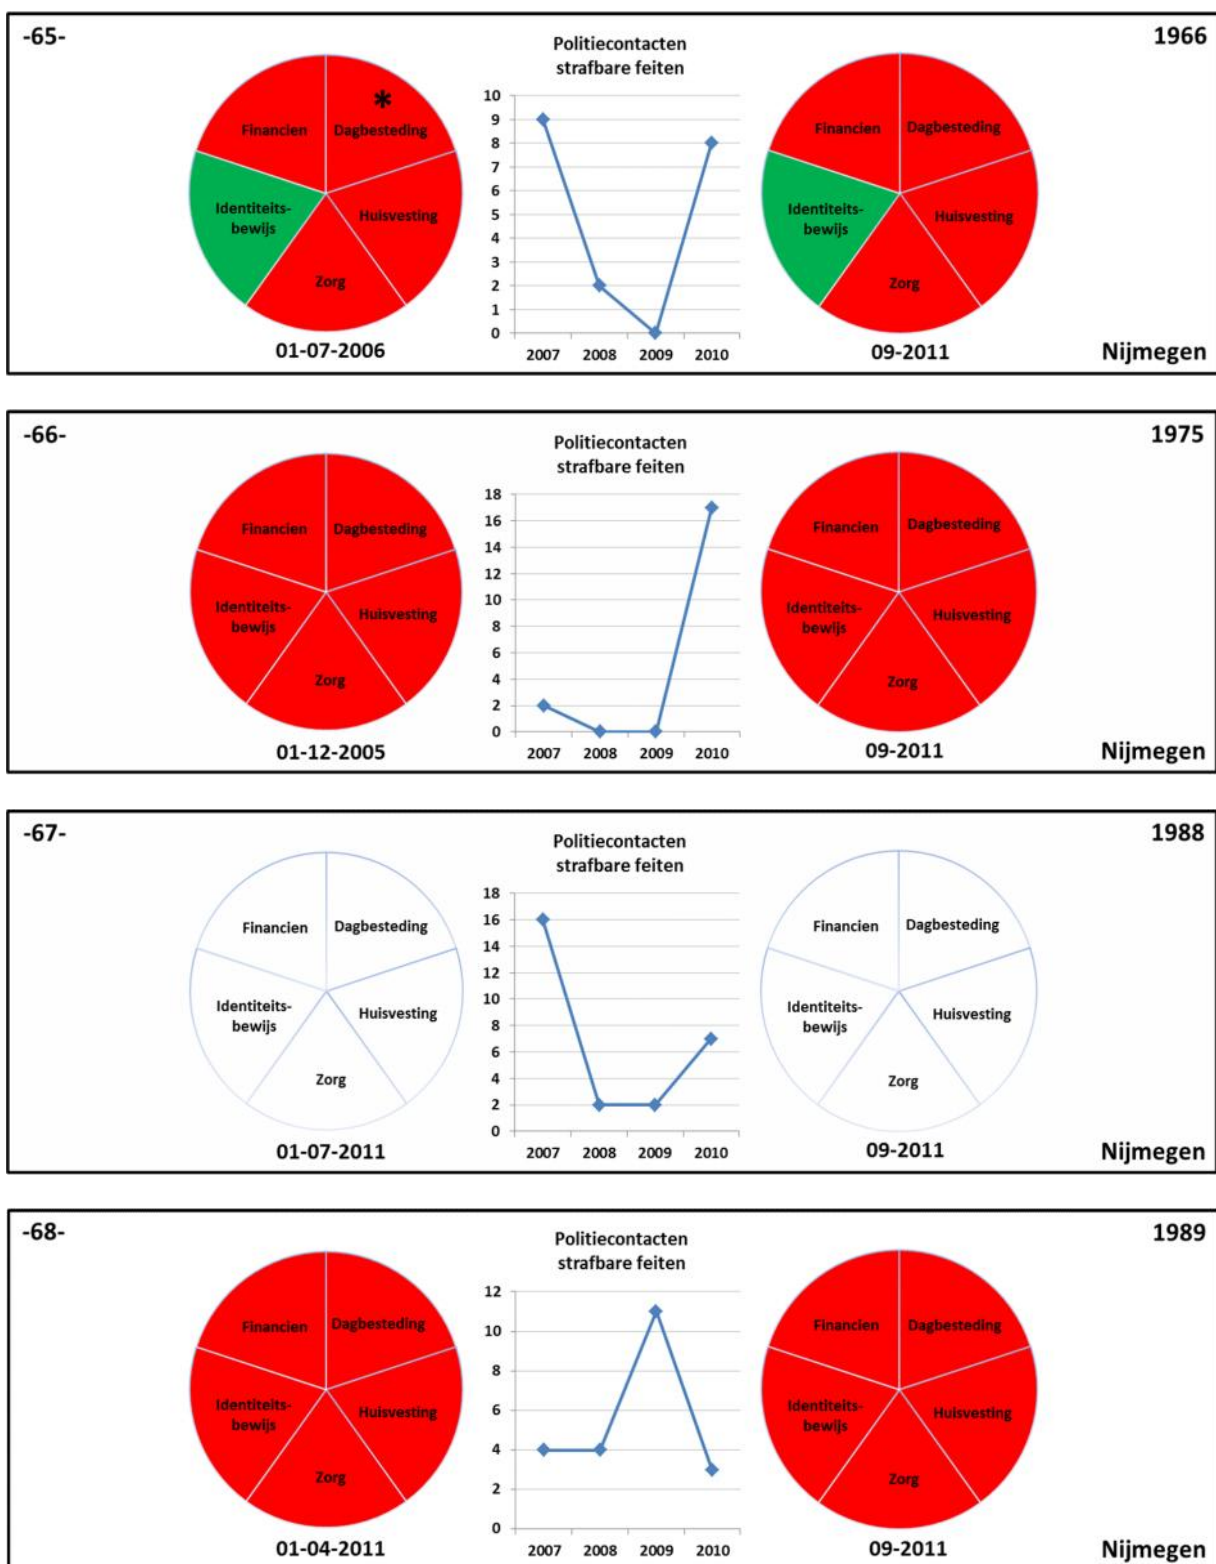 -65-
1966
Politiecontacten
strafbare feiten
Financien
*
Dagbesteding
Identiteits-
bewijs
Huisvesting
Zorg
01-07-2006
10
9
8
7
6
5
4
3
2
1
0
2007 2008 2009 2010
Financien
Dagbesteding
Identiteits-
bewijs
Huisvesting
Zorg
09-2011
Nijmegen
-66-
1975
Politiecontacten
strafbare feiten
Financien
Dagbesteding
Identiteits-
bewijs
Huisvesting
Zorg
01-12-2005
18
16
14
12
10
8
6
4
2
0
2007 2008 2009 2010
Financien
Dagbesteding
Identiteits-
bewijs
Huisvesting
Zorg
09-2011
Nijmegen
-67-
1988
Politiecontacten
strafbare feiten
Financien
Dagbesteding
Identiteits-
bewijs
Huisvesting
Zorg
01-07-2011
18
16
14
12
10
8
6
4
2
0
2007 2008 2009 2010
Financien
Dagbesteding
Identiteits-
bewijs
Huisvesting
Zorg
09-2011
Nijmegen
-68-
1989
Politiecontacten
strafbare feiten
Financien
Dagbesteding
Identiteits-
bewijs
Huisvesting
Zorg
01-04-2011
12
10
8
6
4
2
0
2007 2008 2009 2010
Financien
Dagbesteding
Identiteits-
bewijs
Huisvesting
Zorg
09-2011
Nijmegen